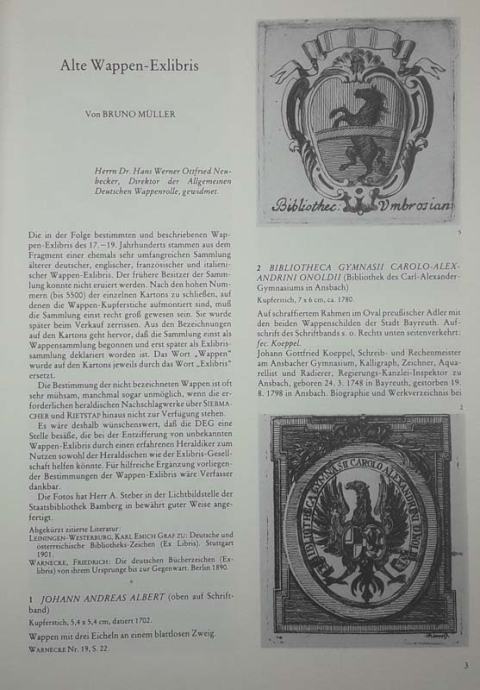 Alte Wappen-Exlibris
Von BRUNO MÜLLER
Herrn Dr. Hans Werner Ottfried Neu-
becker, Direktor der Allgemeinen
Deutschen Wappenrolle, gewidmet.
Die in der Folge bestimmten und beschriebenen Wap-
pen-Exlibris des 17.–19. Jahrhunderts stammen aus dem
Fragment einer ehemals sehr umfangreichen Sammlung
älterer deutscher, englischer, französischer und italieni-
scher Wappen-Exlibris. Der frühere Besitzer der Samm-
lung konnte nicht eruiert werden. Nach den hohen Num-
mern (bis 5500) der einzelnen Kartons zu schließen, auf
denen die Wappen-Kupferstiche aufmontiert sind, muß
die Sammlung einst recht groß gewesen sein. Sie wurde
später beim Verkauf zerrissen. Aus den Bezeichnungen
auf den Kartons geht hervor, daß die Sammlung einst als
Wappensammlung begonnen und erst später als Exlibris-
sammlung deklariert worden ist. Das Wort „Wappen"
wurde auf den Kartons jeweils durch das Wort „Exlibris"
ersetzt.
Die Bestimmung der nicht bezeichneten Wappen ist oft
sehr mühsam, manchmal sogar unmöglich, wenn die er-
forderlichen heraldischen Nachschlagwerke über SIEBMA-
CHER und RIETSTAP hinaus nicht zur Verfügung stehen.
Es wäre deshalb wünschenswert, daß die DEG eine
Stelle besäße, die bei der Entzifferung von unbekannten
Wappen-Exlibris durch einen erfahrenen Heraldiker zum
Nutzen sowohl der Heraldischen wie der Exlibris-Gesell-
schaft helfen könnte. Für hilfreiche Ergänzung vorliegen-
der Bestimmungen der Wappen-Exlibris wäre Verfasser
dankbar.
Die Fotos hat Herr A. Steber in der Lichtbildstelle der
Staatsbibliothek Bamberg in bewährt guter Weise ange-
fertigt.
Abgekürzt zitierte Literatur:
LEININGEN-WESTERBURG, KARL EMICH GRAF ZU: Deutsche und
österreichische Bibliotheks-Zeichen (Ex Libris). Stuttgart
1901.
WARNECKE, FRIEDRICH: Die deutschen Bücherzeichen (Ex-
libris) von ihrem Ursprunge bis zur Gegenwart. Berlin 1890.
*
1 JOHANN ANDREAS ALBERT (oben auf Schrift-
band)
Kupferstich, 5,4 x 5,4 cm, datiert 1702.
Wappen mit drei Eicheln an einem blattlosen Zweig.
WARNECKE Nr. 19, S. 22.
Bibliothec: Vmbrosian:
5
2 BIBLIOTHECA GYMNASII CAROLO-ALEX-
ANDRINI ONOLDII (Bibliothek des Carl-Alexander-
Gymnasiums in Ansbach)
Kupferstich, 7 x 6 cm, ca. 1780.
Auf schraffiertem Rahmen im Oval preußischer Adler mit
den beiden Wappenschilden der Stadt Bayreuth. Auf-
schrift des Schriftbands s. o. Rechts unten seitenverkehrt:
fec. Koeppel.
Johann Gottfried Koeppel, Schreib- und Rechenmeister
am Ansbacher Gymnasium, Kalligraph, Zeichner, Aqua-
rellist und Radierer, Regierungs-Kanzlei-Inspektor zu
Ansbach, geboren 24. 3. 1748 in Bayreuth, gestorben 19.
8. 1798 in Ansbach. Biographie und Werkverzeichnis bei
2
BIBLIOTHECA GYMNASII CAROLO ALEXANDRINI ONOLDI
3